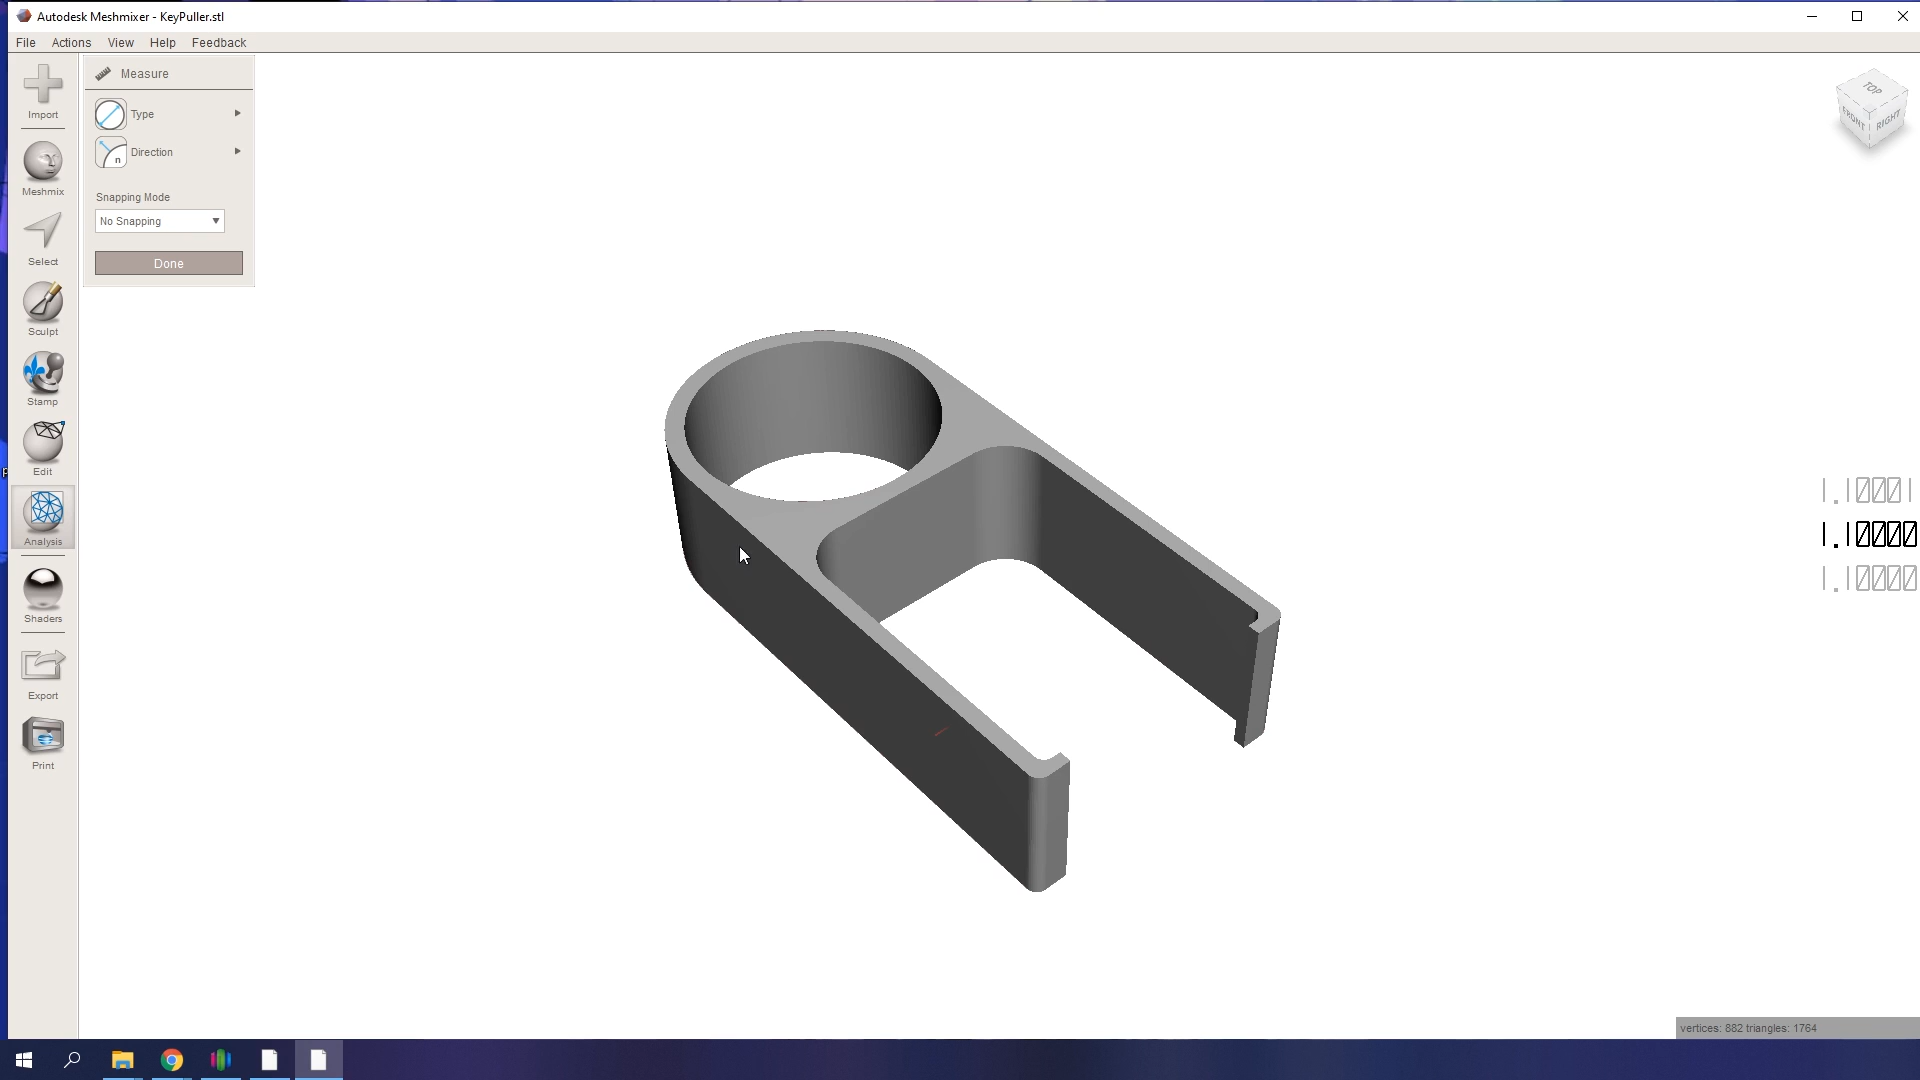 Autodesk Meshmixer - KeyPuller.stl
File Actions View Help Feedback
Measure
Type
Direction
Snapping Mode
No Snapping
Done
Import
Meshmix
Select
Sculpt
Stamp
Edit
Analysis
Shaders
Export
Print
TOP
FRONT
RIGHT
n
vertices: 882 triangles: 1764